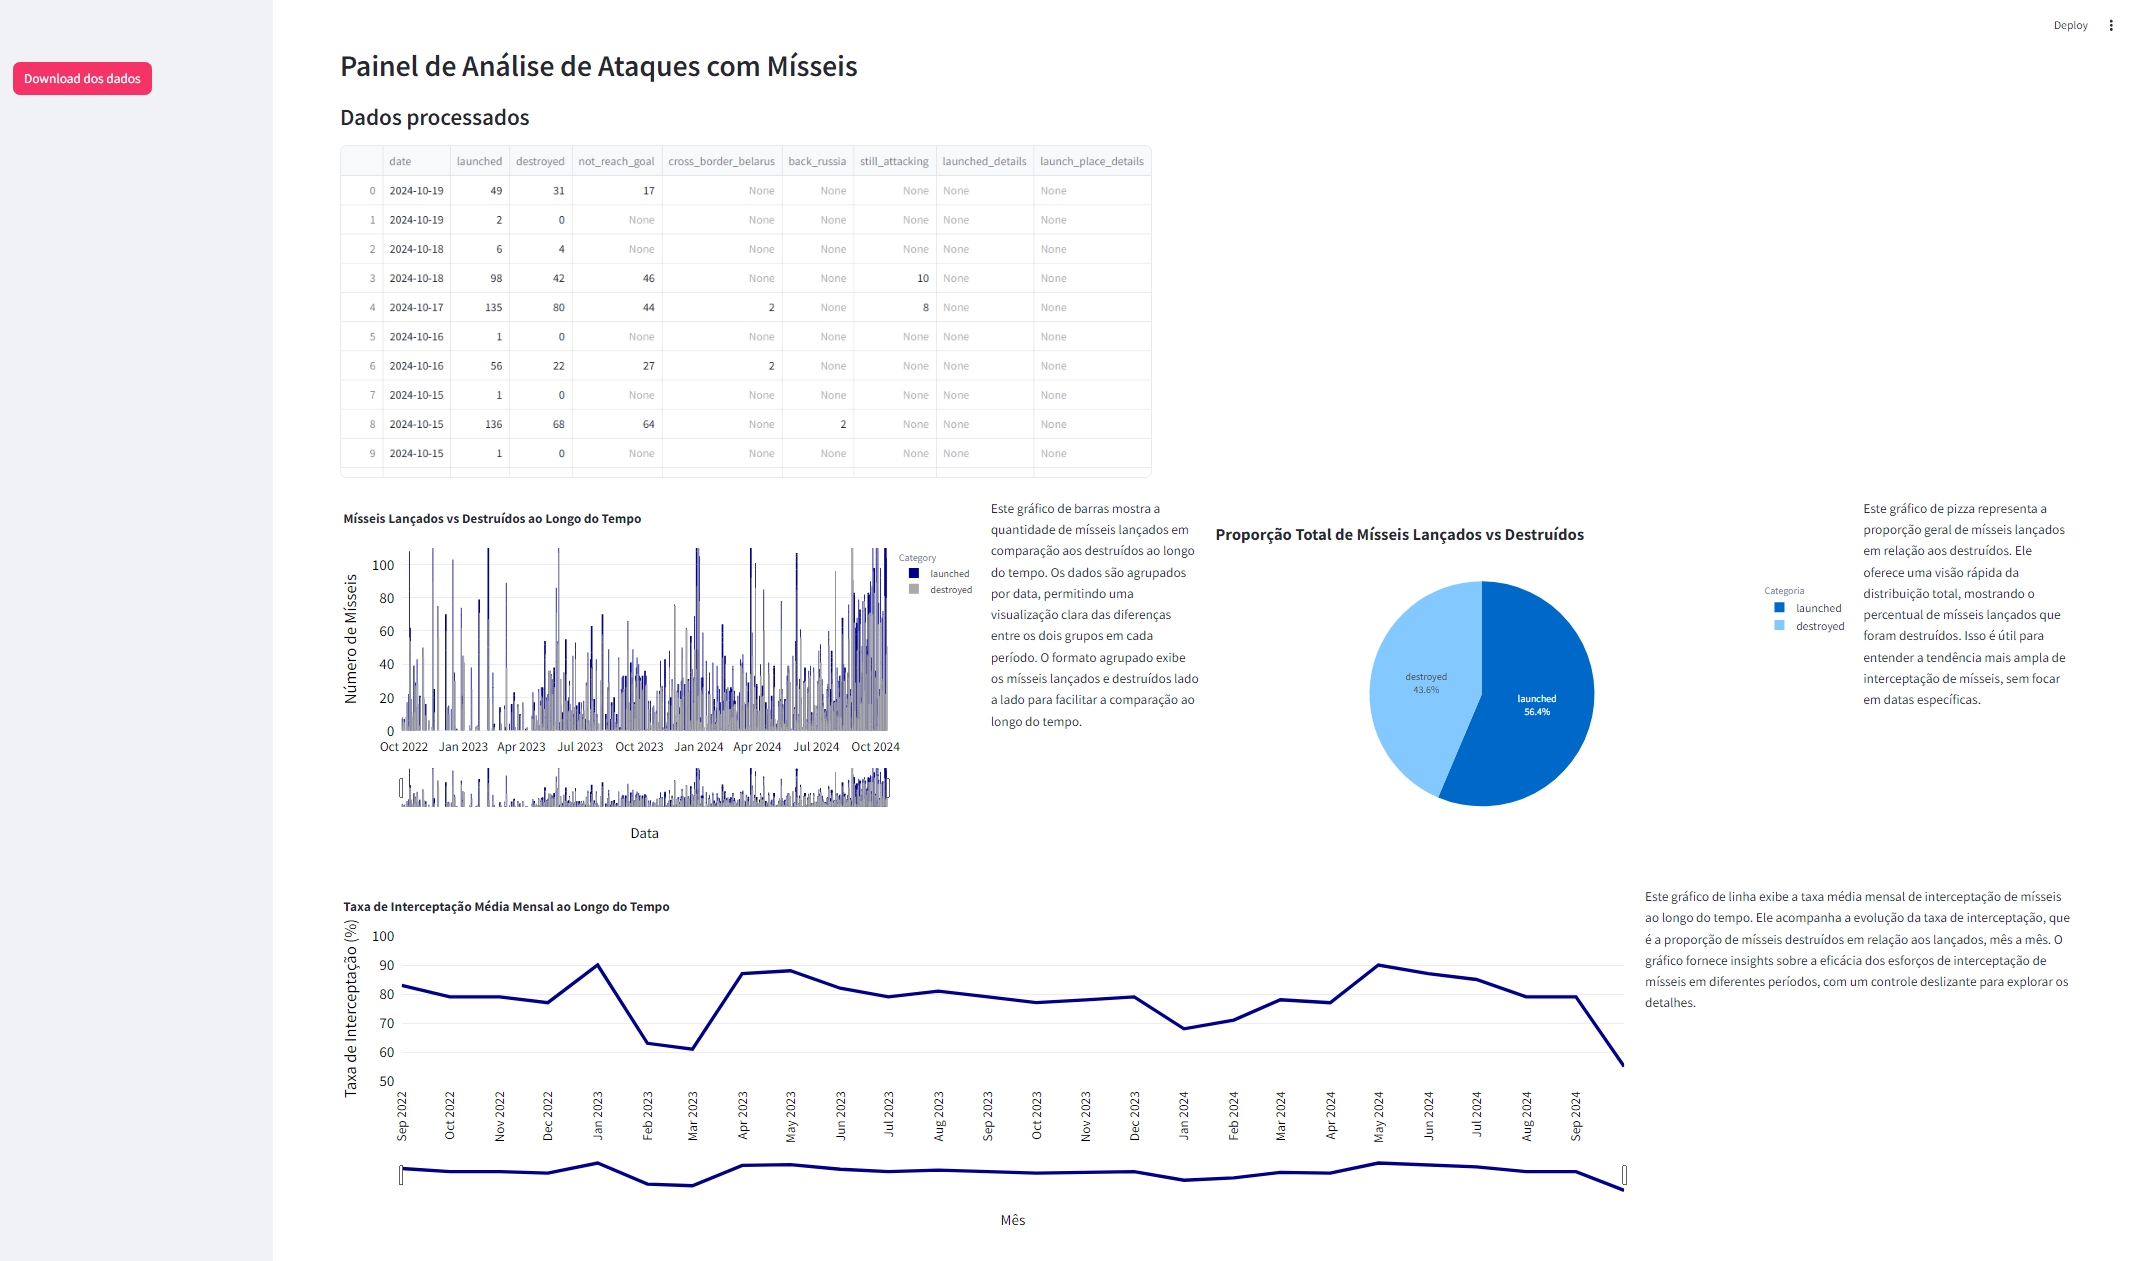 Deploy
Download dos dados
Painel de Análise de Ataques com Mísseis
Dados processados
date launched destroyed not_reach_goal cross_border_belarus back_russia still_attacking launched_details launch_place_details
0 2024-10-19 49 31 17 None None None None None
1 2024-10-19 2 0 None None None None None None
2 2024-10-18 6 4 None None None None None None
3 2024-10-18 98 42 46 None None 10 None None
4 2024-10-17 135 80 44 2 None 8 None None
5 2024-10-16 1 0 None None None None None None
6 2024-10-16 56 22 27 2 None None None None
7 2024-10-15 1 0 None None None None None None
8 2024-10-15 136 68 64 None 2 None None None
9 2024-10-15 1 0 None None None None None None
Mísseis Lançados vs Destruídos ao Longo do Tempo
Número de Mísseis
100
80
60
40
20
0
Oct 2022 Jan 2023 Apr 2023 Jul 2023 Oct 2023 Jan 2024 Apr 2024 Jul 2024 Oct 2024
Data
Category
launched
destroyed
Este gráfico de barras mostra a
quantidade de mísseis lançados em
comparação aos destruídos ao longo
do tempo. Os dados são agrupados
por data, permitindo uma
visualização clara das diferenças
entre os dois grupos em cada
período. O formato agrupado exibe
os mísseis lançados e destruídos lado
a lado para facilitar a comparação ao
longo do tempo.
Proporção Total de Mísseis Lançados vs Destruídos
destroyed
43.6%
launched
56.4%
Categoria
launched
destroyed
Este gráfico de pizza representa a
proporção geral de mísseis lançados
em relação aos destruídos. Ele
oferece uma visão rápida da
distribuição total, mostrando o
percentual de mísseis lançados que
foram destruídos. Isso é útil para
entender a tendência mais ampla de
interceptação de mísseis, sem focar
em datas específicas.
Taxa de Interceptação Média Mensal ao Longo do Tempo
Taxa de Interceptação (%)
100
90
80
70
60
50
Sep 2022 Oct 2022 Nov 2022 Dec 2022 Jan 2023 Feb 2023 Mar 2023 Apr 2023 May 2023 Jun 2023 Jul 2023 Aug 2023 Sep 2023 Oct 2023 Nov 2023 Dec 2023 Jan 2024 Feb 2024 Mar 2024 Apr 2024 May 2024 Jun 2024 Jul 2024 Aug 2024 Sep 2024
Mês
Este gráfico de linha exibe a taxa média mensal de interceptação de mísseis
ao longo do tempo. Ele acompanha a evolução da taxa de interceptação, que
é a proporção de mísseis destruídos em relação aos lançados, mês a mês. O
gráfico fornece insights sobre a eficácia dos esforços de interceptação de
mísseis em diferentes períodos, com um controle deslizante para explorar os
detalhes.